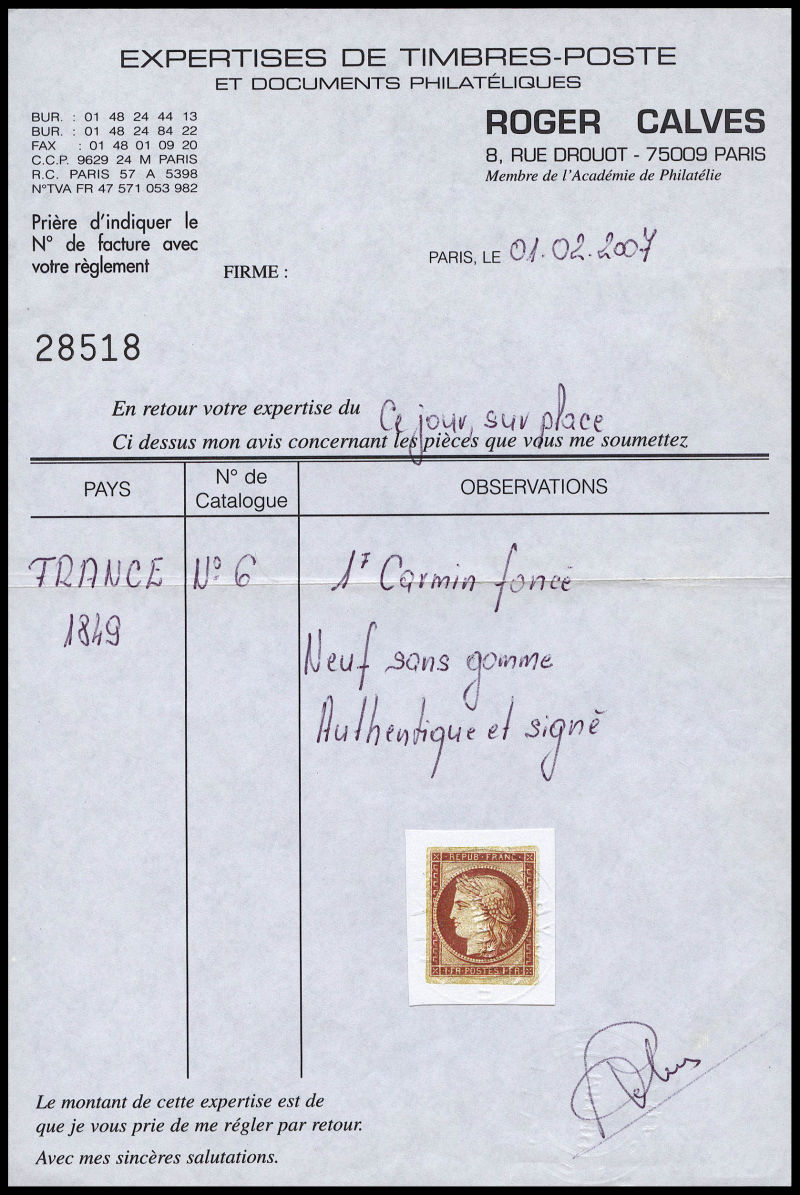 EXPERTISES DE TIMBRES-POSTE
ET DOCUMENTS PHILATÉLIQUES
BUR. : 01 48 24 44 13
BUR. : 01 48 24 84 22
FAX : 01 48 01 09 20
C.C.P. 9629 24 M PARIS
R.C. PARIS 57 A 5398
N°TVA FR 47 571 053 982
ROGER CALVES
8, RUE DROUOT - 75009 PARIS
Membre de l'Académie de Philatélie
Prière d'indiquer le
N° de facture avec
votre règlement
FIRME :
PARIS, LE 01.02.2007
28518
En retour votre expertise du Ce jour, sur place
Ci dessus mon avis concernant les pièces que vous me soumettez
PAYS
N° de
Catalogue
OBSERVATIONS
FRANCE N° 6 1F Carmin foncé
1849
Neuf sans gomme
Authentique et signé
REPUB·FRANC
1·FR·POSTES·1·FR
Le montant de cette expertise est de
que je vous prie de me régler par retour.
Avec mes sincères salutations.